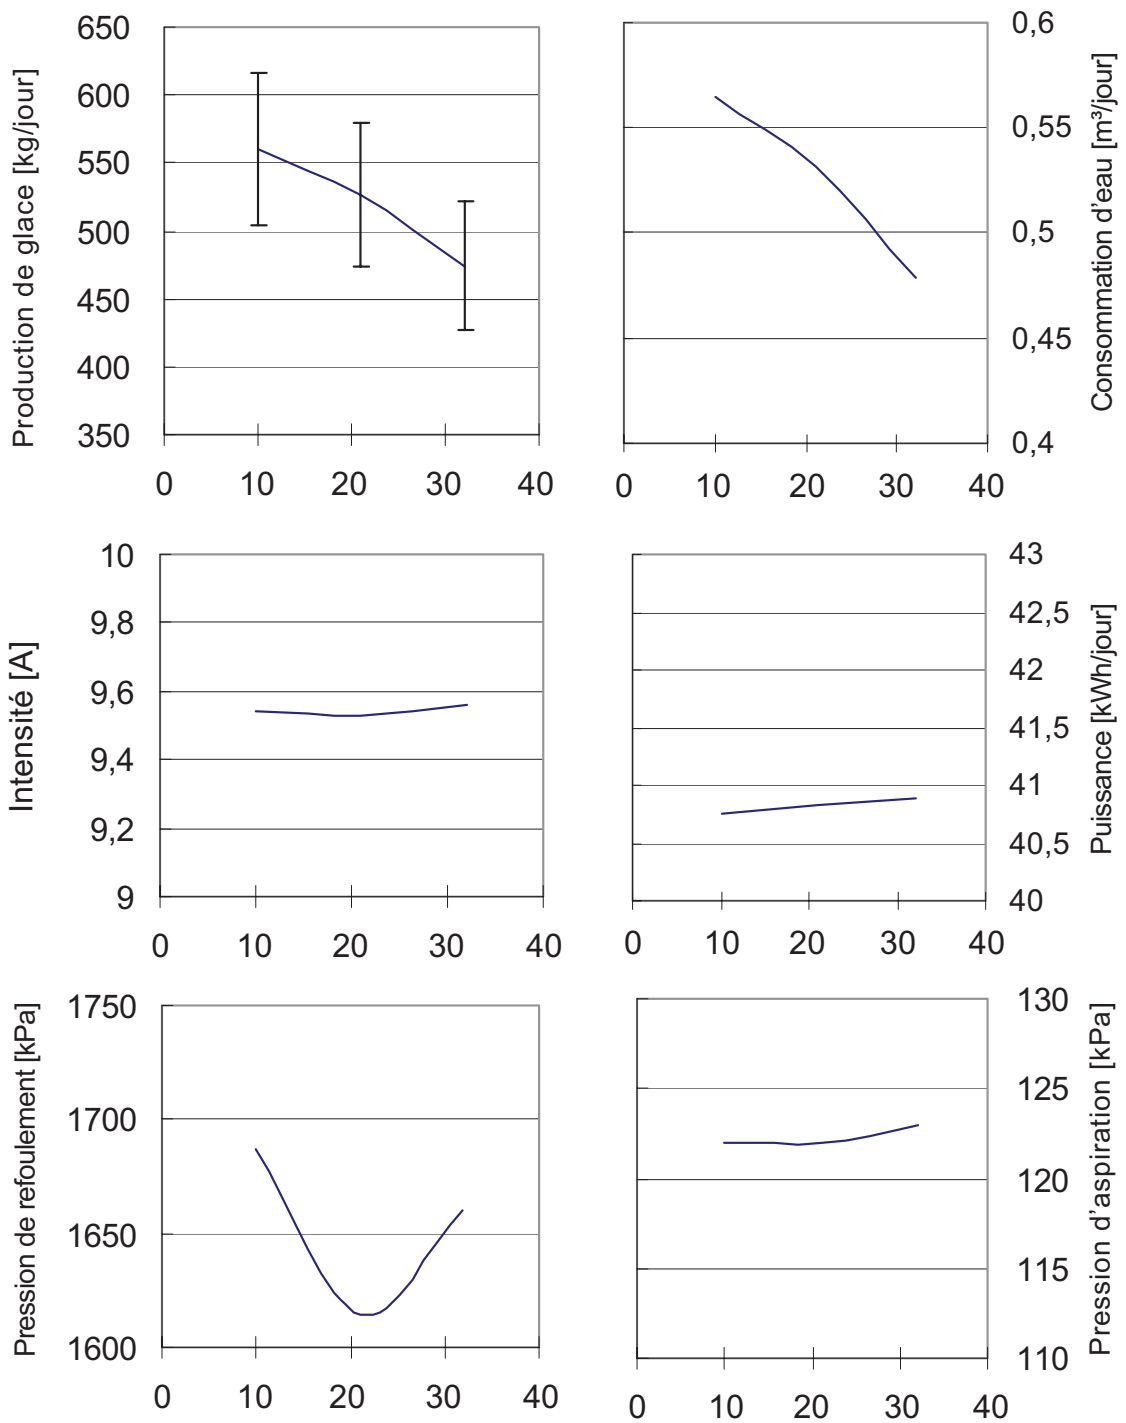 Production de glace [kg/jour]
650
600
550
500
450
400
350
0 10 20 30 40
Consommation d'eau [m³/jour]
0,6
0,55
0,5
0,45
0,4
0 10 20 30 40
Intensité [A]
10
9,8
9,6
9,4
9,2
9
0 10 20 30 40
Puissance [kWh/jour]
43
42,5
42
41,5
41
40,5
40
0 10 20 30 40
Pression de refoulement [kPa]
1750
1700
1650
1600
0 10 20 30 40
Pression d'aspiration [kPa]
130
125
120
115
110
0 10 20 30 40